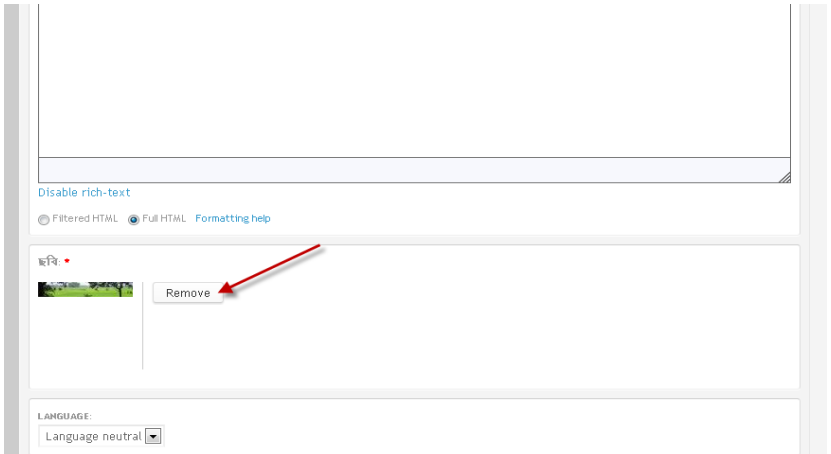 Disable rich-text
Filtered HTML Full HTML Formatting help
ছবি: *
Remove
LANGUAGE:
Language neutral